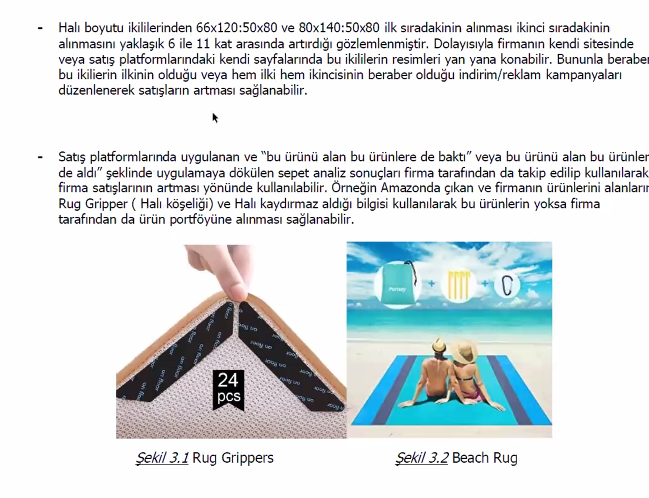 - Halı boyutu ikililerinden 66x120:50x80 ve 80x140:50x80 ilk sıradakinin alınması ikinci sıradakinin
alınmasını yaklaşık 6 ile 11 kat arasında artırdığı gözlemlenmiştir. Dolayısıyla firmanın kendi sitesinde
veya satış platformlarındaki kendi sayfalarında bu ikililerin resimleri yan yana konabilir. Bununla beraber
bu ikilierin ilkinin olduğu veya hem ilki hem ikincisinin beraber olduğu indirim/reklam kampanyaları
düzenlenerek satışların artması sağlanabilir.
- Satış platformlarında uygulanan ve "bu ürünü alan bu ürünlere de baktı" veya bu ürünü alan bu ürünler
de aldı" şeklinde uygulamaya dökülen sepet analiz sonuçları firma tarafından da takip edilip kullanılarak
firma satışlarının artması yönünde kullanılabilir. Örneğin Amazonda çıkan ve firmanın ürünlerini alanların
Rug Gripper ( Halı köşeliği) ve Halı kaydırmaz aldığı bilgisi kullanılarak bu ürünlerin yoksa firma
tarafından da ürün portföyüne alınması sağlanabilir.
24
pcs
+ +
Şekil 3.1 Rug Grippers
Şekil 3.2 Beach Rug